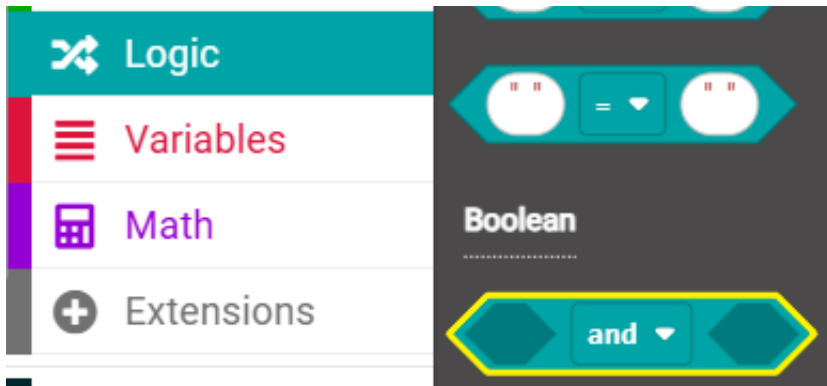 Logic
Variables
Math
Extensions
" " = " "
Boolean
and